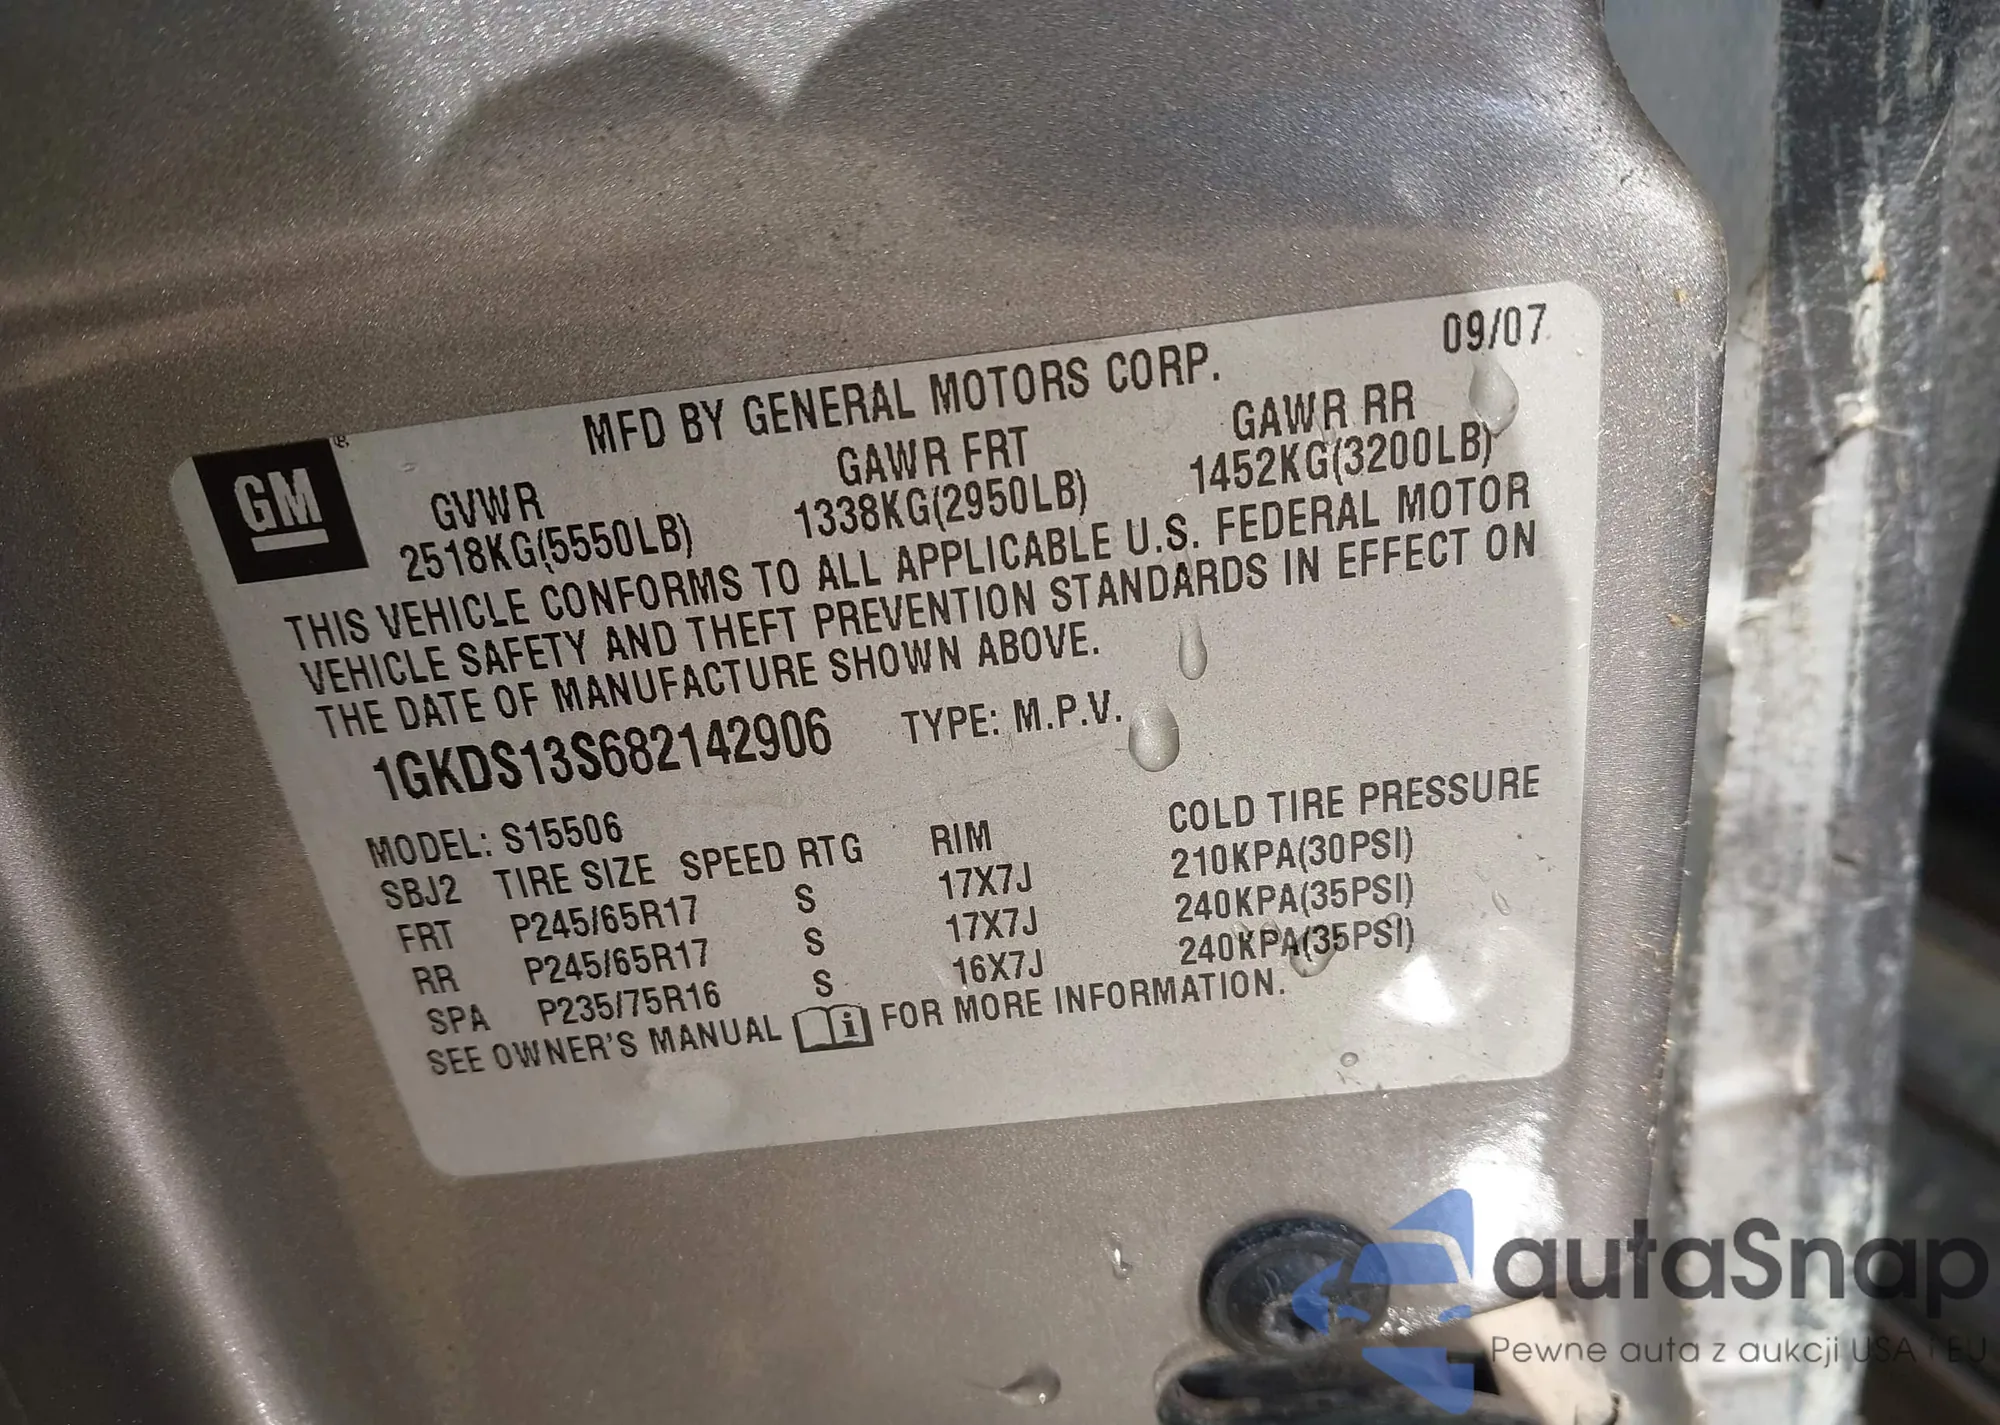 09/07
MFD BY GENERAL MOTORS CORP.
GM ®
GVWR GAWR FRT GAWR RR
2518KG(5550LB) 1338KG(2950LB) 1452KG(3200LB)
THIS VEHICLE CONFORMS TO ALL APPLICABLE U.S. FEDERAL MOTOR
VEHICLE SAFETY AND THEFT PREVENTION STANDARDS IN EFFECT ON
THE DATE OF MANUFACTURE SHOWN ABOVE.
1GKDS13S682142906 TYPE: M.P.V.
MODEL: S15506
SBJ2 TIRE SIZE SPEED RTG RIM COLD TIRE PRESSURE
FRT P245/65R17 S 17X7J 210KPA(30PSI)
RR P245/65R17 S 17X7J 240KPA(35PSI)
SPA P235/75R16 S 16X7J 240KPA(35PSI)
SEE OWNER'S MANUAL i FOR MORE INFORMATION.
autaSnap
Pewne auta z aukcji USA i EU